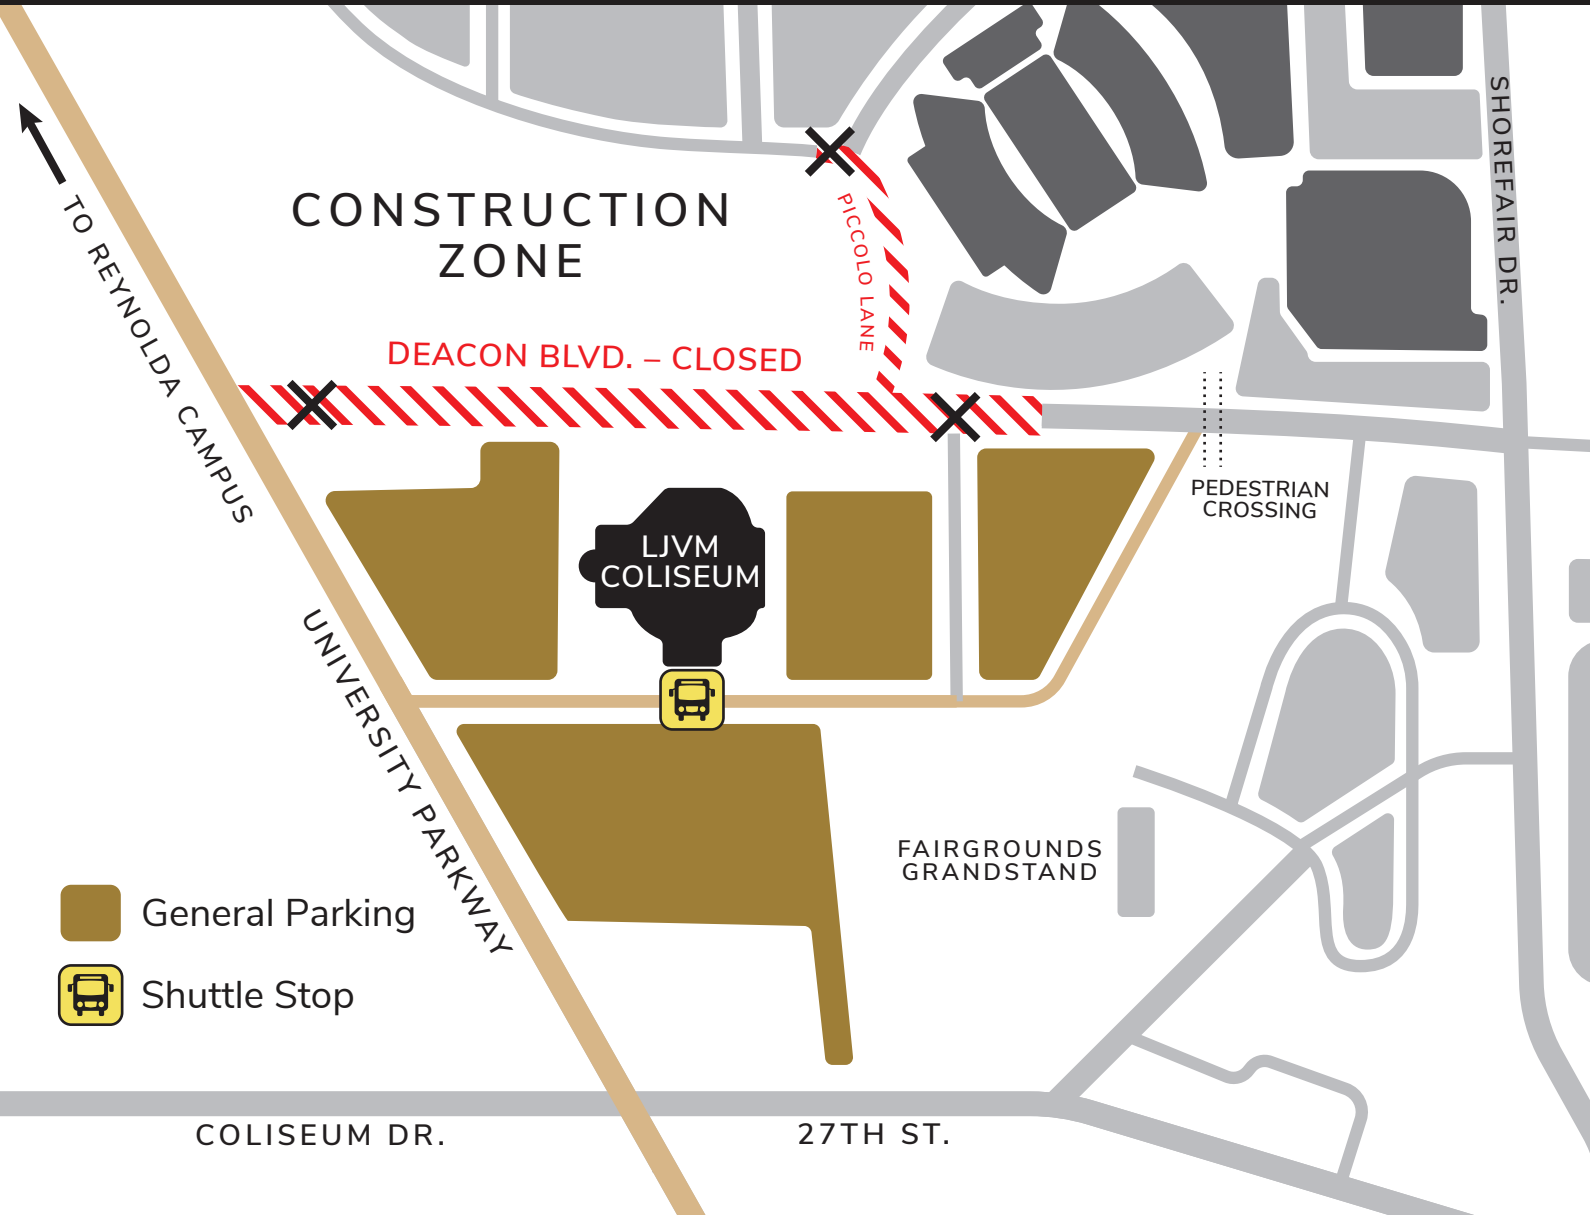 SHOREFAIR DR.
TO REYNOLDA CAMPUS
CONSTRUCTION
ZONE
PICCOLO LANE
DEACON BLVD. – CLOSED
PEDESTRIAN
CROSSING
LJVM
COLISEUM
UNIVERSITY PARKWAY
FAIRGROUNDS
GRANDSTAND
General Parking
Shuttle Stop
COLISEUM DR.
27TH ST.